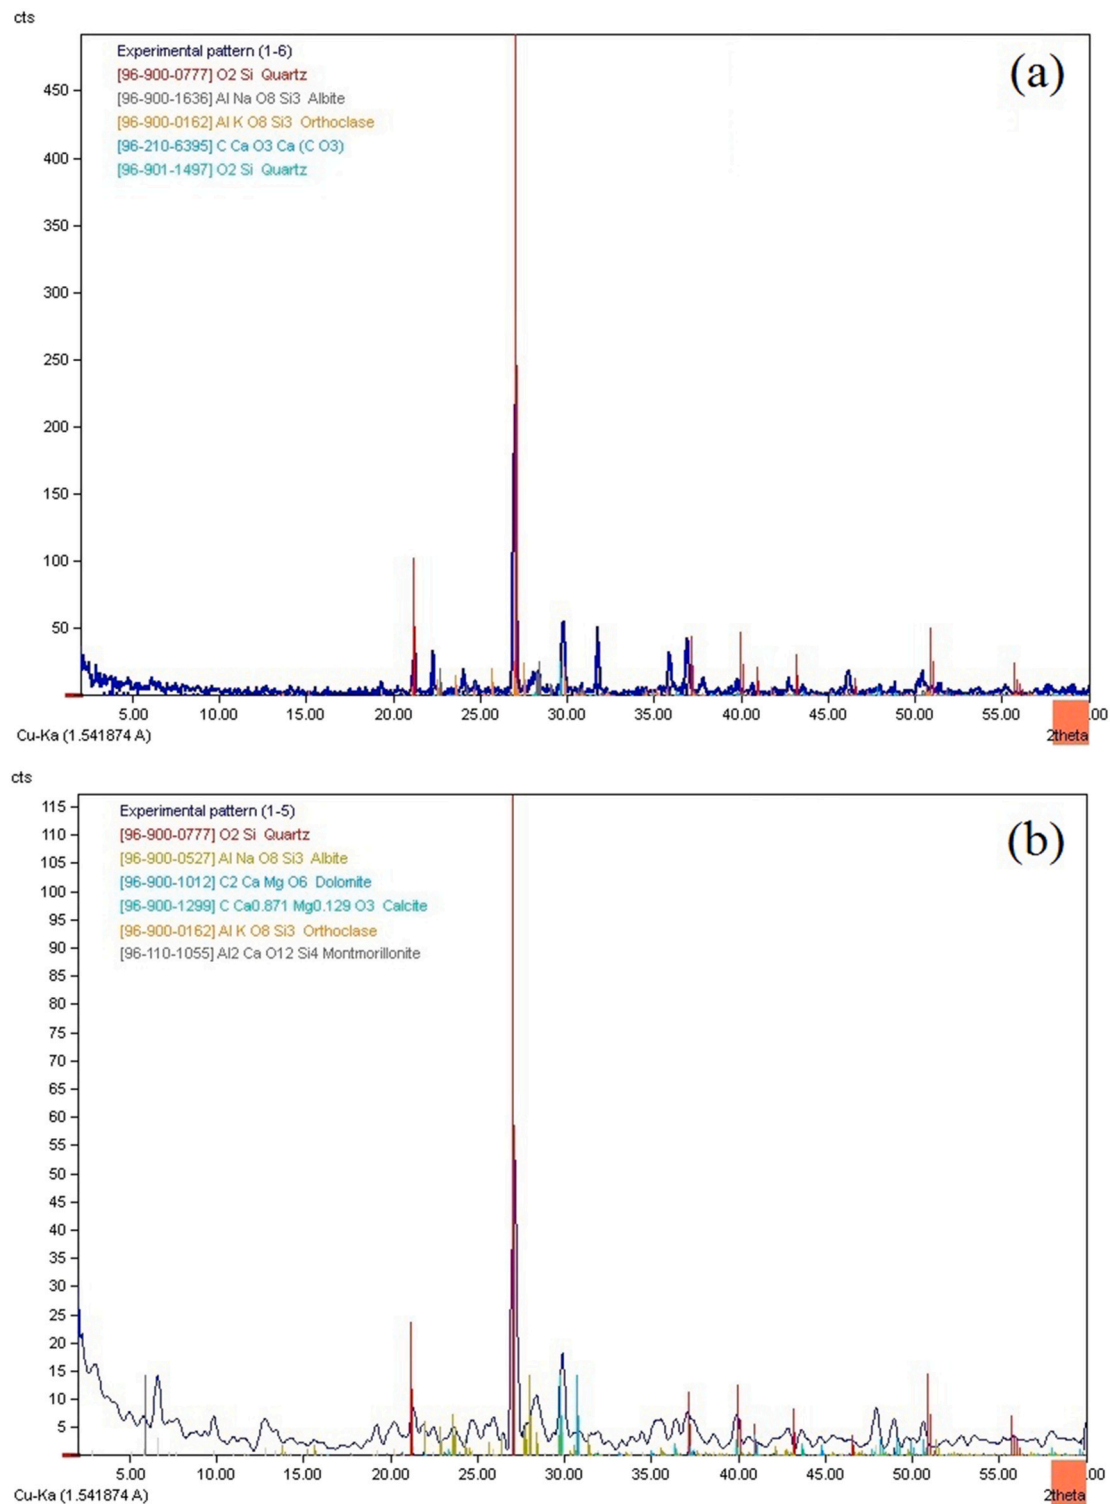 cts
(a)
Experimental pattern (1-6)
[96-900-0777] O2 Si Quartz
[96-900-1636] Al Na O8 Si3 Albite
[96-900-0162] Al K O8 Si3 Orthoclase
[96-210-6395] C Ca O3 Ca (C O3)
[96-901-1497] O2 Si Quartz
450
400
350
300
250
200
150
100
50
5.00 10.00 15.00 20.00 25.00 30.00 35.00 40.00 45.00 50.00 55.00 .00
Cu-Ka (1.541874 A) 2theta
cts
(b)
Experimental pattern (1-5)
[96-900-0777] O2 Si Quartz
[96-900-0527] Al Na O8 Si3 Albite
[96-900-1012] C2 Ca Mg O6 Dolomite
[96-900-1299] C Ca0.871 Mg0.129 O3 Calcite
[96-900-0162] Al K O8 Si3 Orthoclase
[96-110-1055] Al2 Ca O12 Si4 Montmorillonite
115
110
105
100
95
90
85
80
75
70
65
60
55
50
45
40
35
30
25
20
15
10
5
5.00 10.00 15.00 20.00 25.00 30.00 35.00 40.00 45.00 50.00 55.00 .00
Cu-Ka (1.541874 A) 2theta